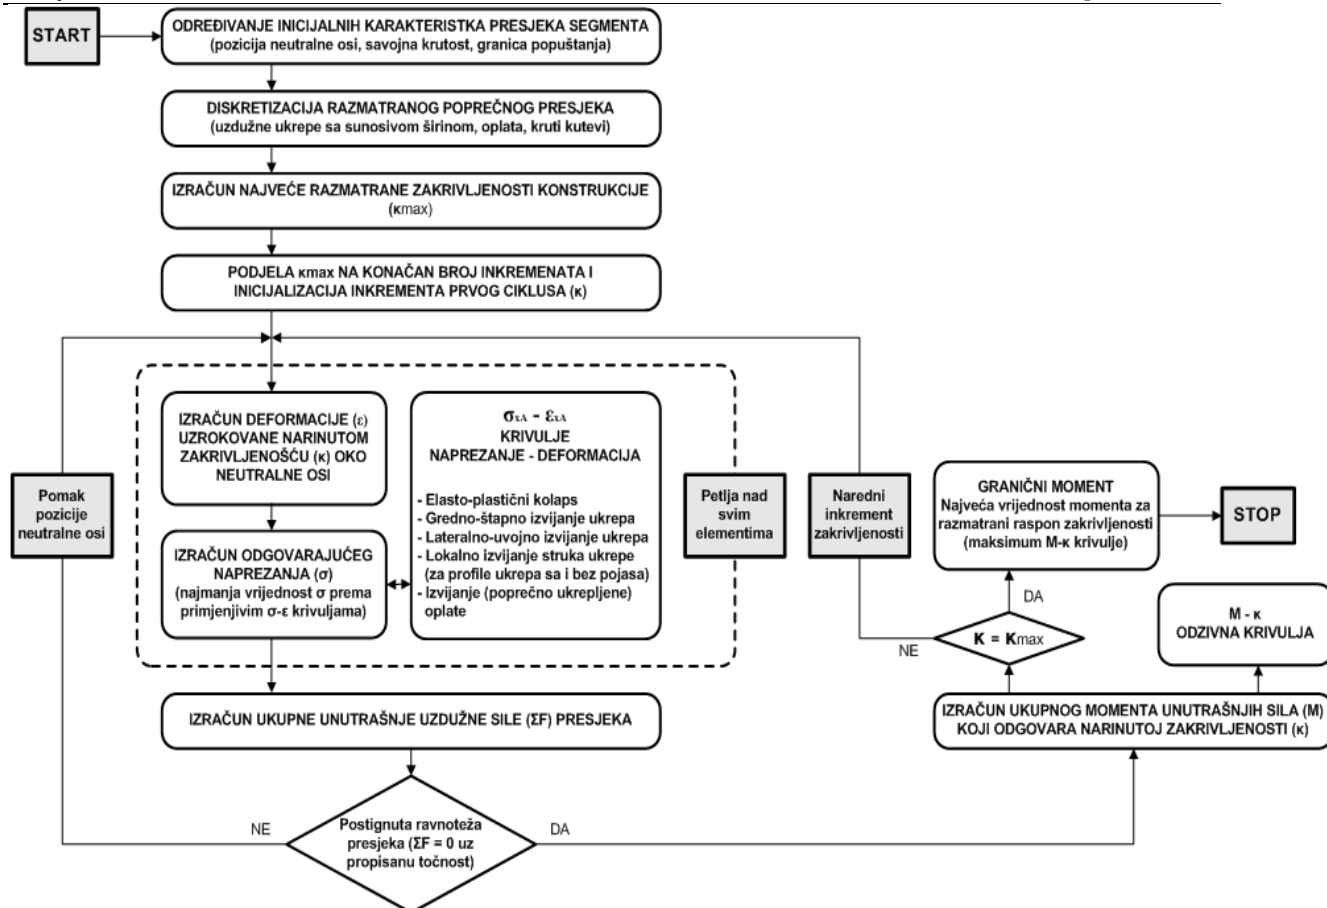 START
ODREĐIVANJE INICIJALNIH KARAKTERISTKA PRESJEKA SEGMENTA
(pozicija neutralne osi, savojna krutost, granica popuštanja)
DISKRETIZACIJA RAZMATRANOG POPREČNOG PRESJEKA
(uzdužne ukrepe sa sunosivom širinom, oplata, kruti kutevi)
IZRAČUN NAJVEĆE RAZMATRANE ZAKRIVLJENOSTI KONSTRUKCIJE
(κmax)
PODJELA κmax NA KONAČAN BROJ INKREMENATA I
INICIJALIZACIJA INKREMENTA PRVOG CIKLUSA (κ)
IZRAČUN DEFORMACIJE (ε)
UZROKOVANE NARINUTOM
ZAKRIVLJENOŠĆU (κ) OKO
NEUTRALNE OSI
IZRAČUN ODGOVARAJUĆEG
NAPREZANJA (σ)
(najmanja vrijednost σ prema
primjenjivim σ-ε krivuljama)
σxA - εxA
KRIVULJE
NAPREZANJE - DEFORMACIJA
- Elasto-plastični kolaps
- Gredno-štapno izvijanje ukrepa
- Lateralno-uvojno izvijanje ukrepa
- Lokalno izvijanje struka ukrepe
(za profile ukrepa sa i bez pojasa)
- Izvijanje (poprečno ukrepljene)
oplate
Petlja nad
svim
elementima
Pomak
pozicije
neutralne osi
Naredni
inkrement
zakrivljenosti
IZRAČUN UKUPNE UNUTRAŠNJE UZDUŽNE SILE (ΣF) PRESJEKA
Postignuta ravnoteža
presjeka (ΣF = 0 uz
propisanu točnost)
NE
DA
IZRAČUN UKUPNOG MOMENTA UNUTRAŠNJIH SILA (M)
KOJI ODGOVARA NARINUTOJ ZAKRIVLJENOSTI (κ)
M - κ
ODZIVNA KRIVULJA
κ = κmax
NE
DA
GRANIČNI MOMENT
Najveća vrijednost momenta za
razmatrani raspon zakrivljenosti
(maksimum M-κ krivulje)
STOP